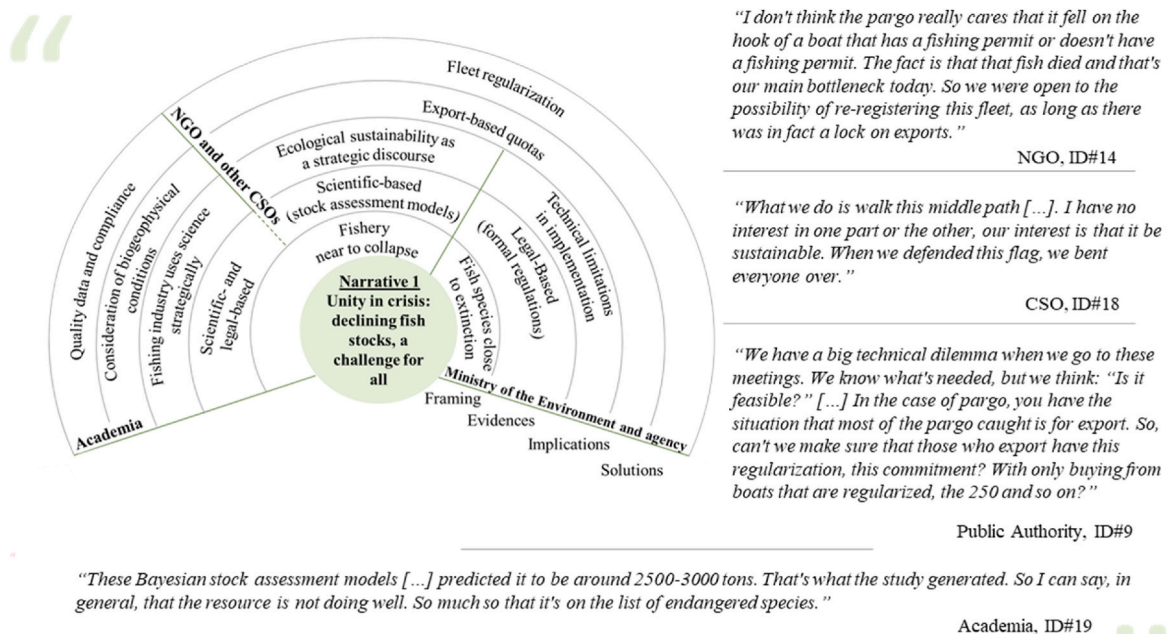 “I don't think the pargo really cares that it fell on the
hook of a boat that has a fishing permit or doesn't have
a fishing permit. The fact is that that fish died and that's
our main bottleneck today. So we were open to the
possibility of re-registering this fleet, as long as there
was in fact a lock on exports.”
NGO, ID#14
“What we do is walk this middle path [...]. I have no
interest in one part or the other, our interest is that it be
sustainable. When we defended this flag, we bent
everyone over.”
CSO, ID#18
“We have a big technical dilemma when we go to these
meetings. We know what's needed, but we think: “Is it
feasible?” [...] In the case of pargo, you have the
situation that most of the pargo caught is for export. So,
can't we make sure that those who export have this
regularization, this commitment? With only buying from
boats that are regularized, the 250 and so on?”
Public Authority, ID#9
Fleet regularization
Export-based quotas
Ecological sustainability as
a strategic discourse
Scientific-based
(stock assessment models)
Fishery
near to collapse
NGO and other CSOs
Quality data and compliance
Consideration of biogeophysical
conditions
Fishing industry uses science
strategically
Scientific- and
legal-based
Academia
Technical limitations
in implementation
Legal-Based
(formal regulations)
Fish species close
to extinction
Ministry of the Environment and agency
Narrative 1
Unity in crisis:
declining fish
stocks, a
challenge for
all
Framing
Evidences
Implications
Solutions
“These Bayesian stock assessment models [...] predicted it to be around 2500-3000 tons. That's what the study generated. So I can say, in
general, that the resource is not doing well. So much so that it's on the list of endangered species.”
Academia, ID#19